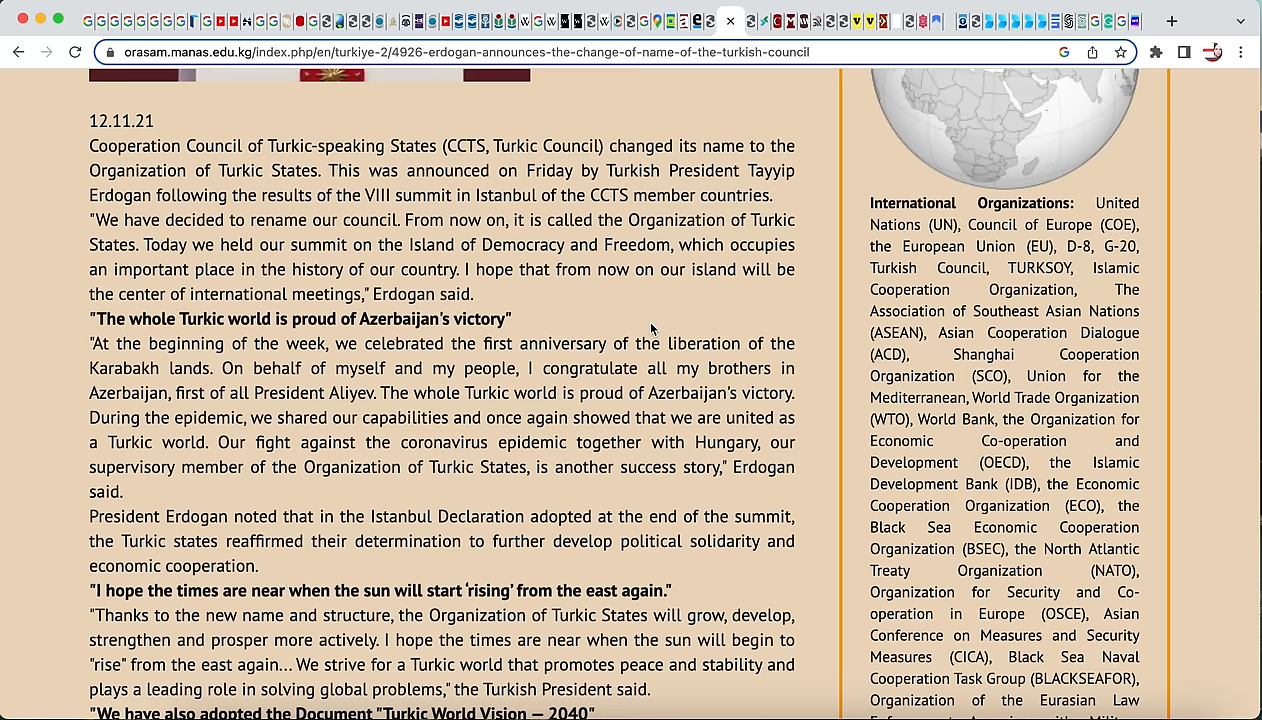 orasam.manas.edu.kg/index.php/en/turkiye-2/4926-erdogan-announces-the-change-of-name-of-the-turkish-council
12.11.21
Cooperation Council of Turkic-speaking States (CCTS, Turkic Council) changed its name to the
Organization of Turkic States. This was announced on Friday by Turkish President Tayyip
Erdogan following the results of the VIII summit in Istanbul of the CCTS member countries.
"We have decided to rename our council. From now on, it is called the Organization of Turkic
States. Today we held our summit on the Island of Democracy and Freedom, which occupies
an important place in the history of our country. I hope that from now on our island will be
the center of international meetings," Erdogan said.
"The whole Turkic world is proud of Azerbaijan's victory"
"At the beginning of the week, we celebrated the first anniversary of the liberation of the
Karabakh lands. On behalf of myself and my people, I congratulate all my brothers in
Azerbaijan, first of all President Aliyev. The whole Turkic world is proud of Azerbaijan's victory.
During the epidemic, we shared our capabilities and once again showed that we are united as
a Turkic world. Our fight against the coronavirus epidemic together with Hungary, our
supervisory member of the Organization of Turkic States, is another success story," Erdogan
said.
President Erdogan noted that in the Istanbul Declaration adopted at the end of the summit,
the Turkic states reaffirmed their determination to further develop political solidarity and
economic cooperation.
"I hope the times are near when the sun will start ‘rising’ from the east again."
"Thanks to the new name and structure, the Organization of Turkic States will grow, develop,
strengthen and prosper more actively. I hope the times are near when the sun will begin to
"rise" from the east again... We strive for a Turkic world that promotes peace and stability and
plays a leading role in solving global problems," the Turkish President said.
"We have also adopted the Document "Turkic World Vision — 2040"
International Organizations: United
Nations (UN), Council of Europe (COE),
the European Union (EU), D-8, G-20,
Turkish Council, TURKSOY, Islamic
Cooperation Organization, The
Association of Southeast Asian Nations
(ASEAN), Asian Cooperation Dialogue
(ACD), Shanghai Cooperation
Organization (SCO), Union for the
Mediterranean, World Trade Organization
(WTO), World Bank, the Organization for
Economic Co-operation and
Development (OECD), the Islamic
Development Bank (IDB), the Economic
Cooperation Organization (ECO), the
Black Sea Economic Cooperation
Organization (BSEC), the North Atlantic
Treaty Organization (NATO),
Organization for Security and Co-
operation in Europe (OSCE), Asian
Conference on Measures and Security
Measures (CICA), Black Sea Naval
Cooperation Task Group (BLACKSEAFOR),
Organization of the Eurasian Law